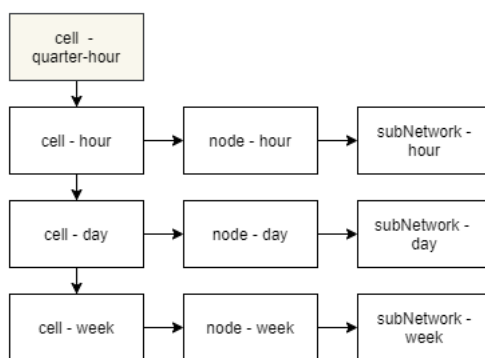 cell -
quarter-hour
cell - hour
node - hour
subNetwork -
hour
cell - day
node - day
subNetwork -
day
cell - week
node - week
subNetwork -
week